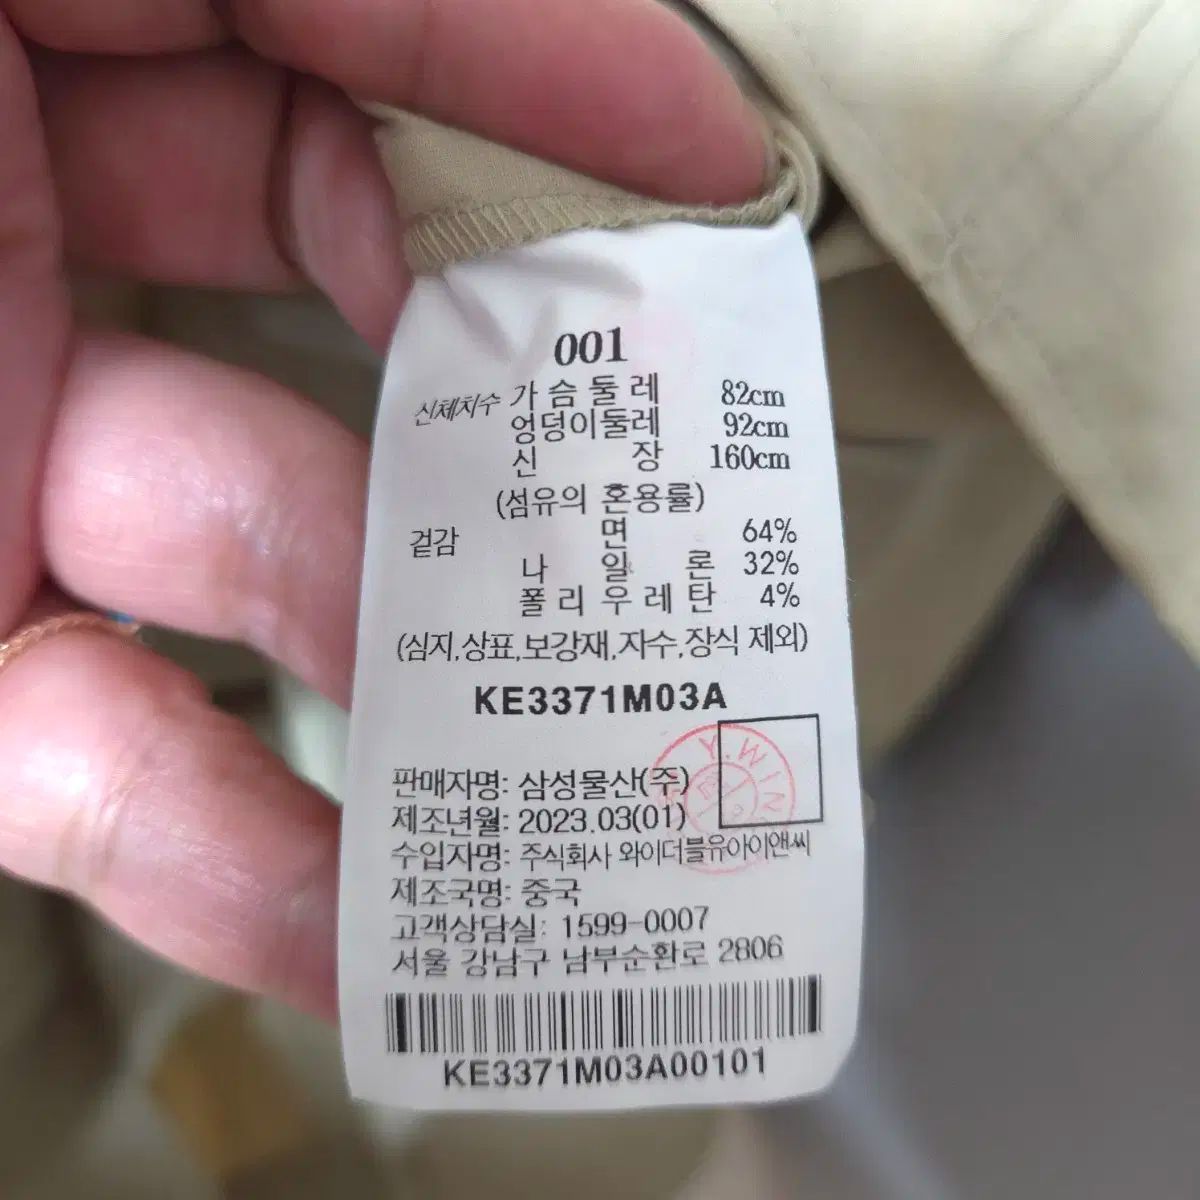 001
신체치수 가슴둘레 82cm
엉덩이둘레 92cm
신장 160cm
(섬유의 혼용률)
겉감 면 64%
나일론 32%
폴리우레탄 4%
(심지,상표,보강재,자수,장식 제외)
KE3371M03A
Y.WIN
판매자명: 삼성물산(주)
제조년월: 2023.03(01)
수입자명: 주식회사 와이더블유아이앤씨
제조국명: 중국
고객상담실: 1599-0007
서울 강남구 남부순환로 2806
KE3371M03A00101